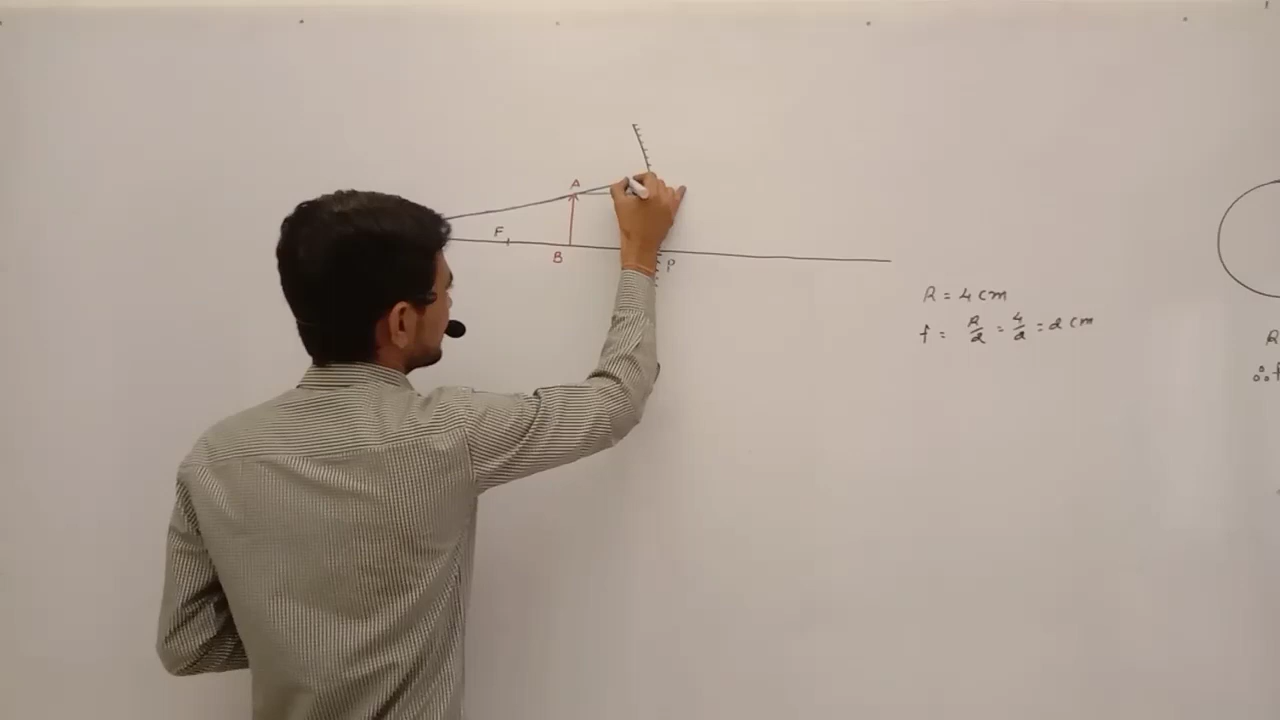 A
F
B
P
R = 4 cm
f = R/2 = 4/2 = 2 cm
R
∴ f